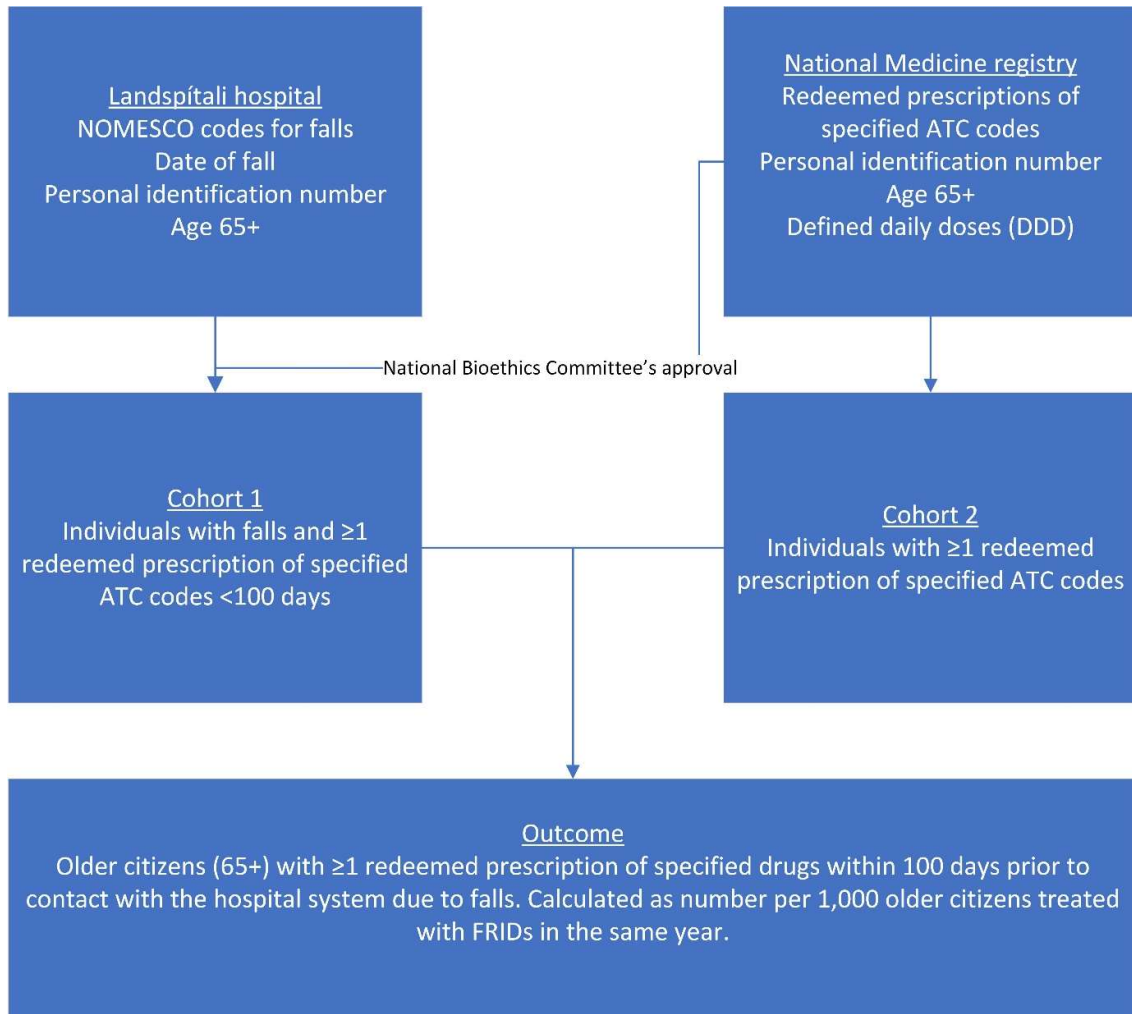 Landspítali hospital
NOMESCO codes for falls
Date of fall
Personal identification number
Age 65+
National Medicine registry
Redeemed prescriptions of
specified ATC codes
Personal identification number
Age 65+
Defined daily doses (DDD)
National Bioethics Committee’s approval
Cohort 1
Individuals with falls and ≥1
redeemed prescription of specified
ATC codes <100 days
Cohort 2
Individuals with ≥1 redeemed
prescription of specified ATC codes
Outcome
Older citizens (65+) with ≥1 redeemed prescription of specified drugs within 100 days prior to
contact with the hospital system due to falls. Calculated as number per 1,000 older citizens treated
with FRIDs in the same year.